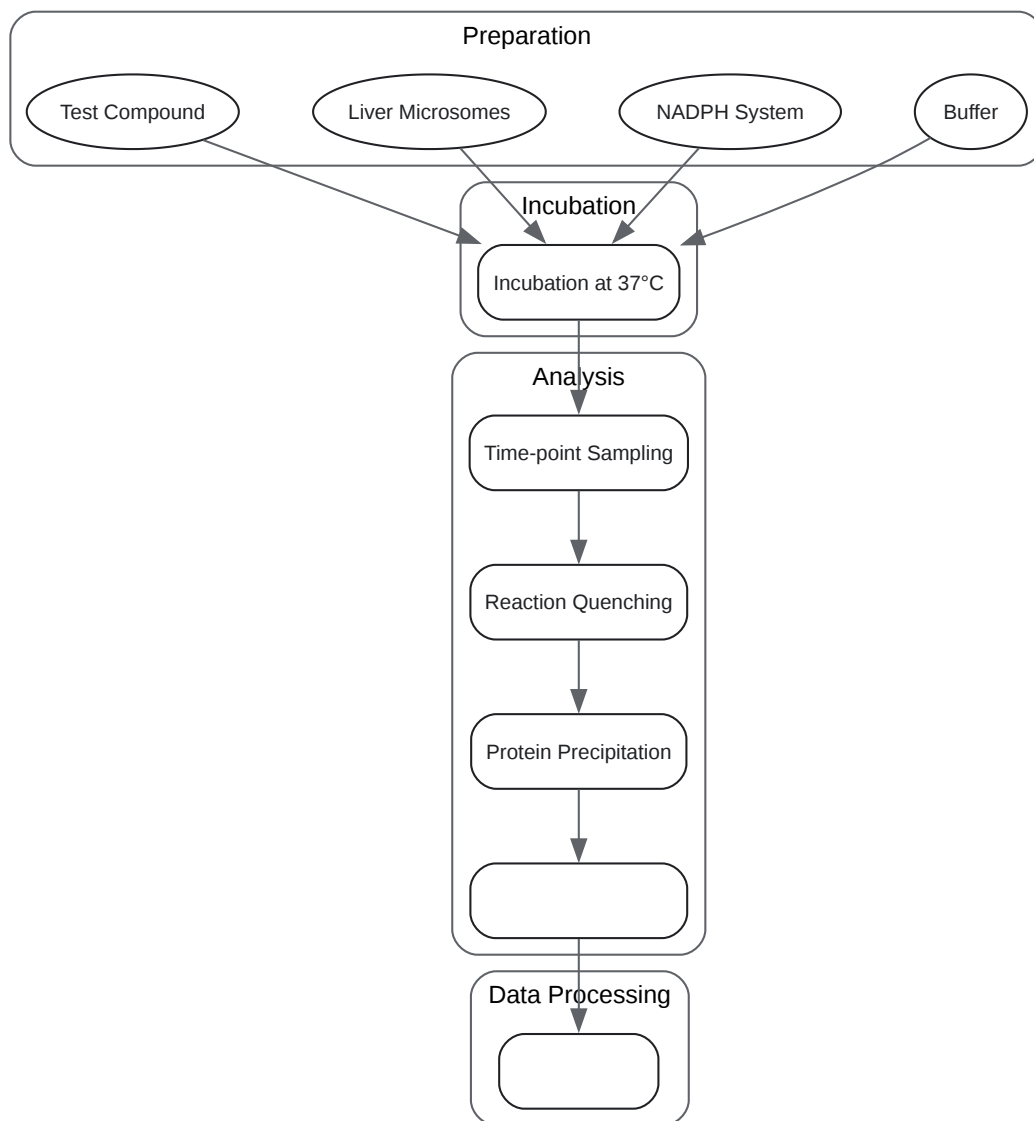 Preparation
Test Compound
Liver Microsomes
NADPH System
Buffer
Incubation
Incubation at 37°C
Analysis
Time-point Sampling
Reaction Quenching
Protein Precipitation
Data Processing